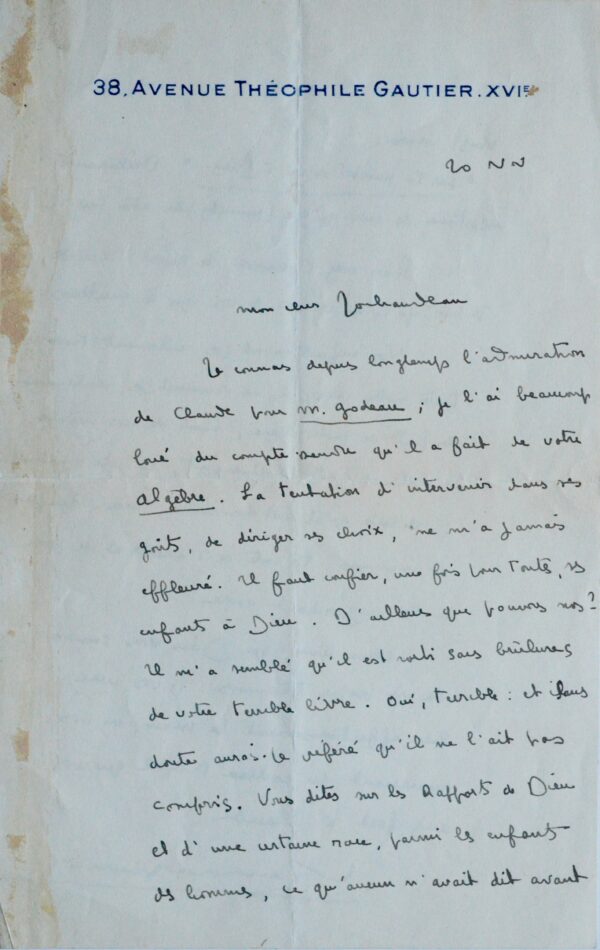 38, AVENUE THÉOPHILE GAUTIER. XVIE
20
mon cher Jouhandeau
Je connais depuis longtemps l'admiration
de Claude pour M. Godeau ; je l'ai beaucoup
loué du compte-rendu qu'il a fait de votre
Algèbre. La tentation d'intervenir dans ses
goûts, de diriger ses choix, ne m'a jamais
effleuré. Il faut confier, une fois pour toutes, ses
enfants à Dieu. D'ailleurs que pouvons nos ?
Il m'a semblé qu'il est sorti sans brûlures
de votre terrible livre. Oui, terrible : et sans
doute aurais-je préféré qu'il ne l'ait pas
compris. Vous dites sur les Rapports de Dieu
et d'une certaine race, parmi les enfants
des hommes, ce qu'aucun n'avait dit avant